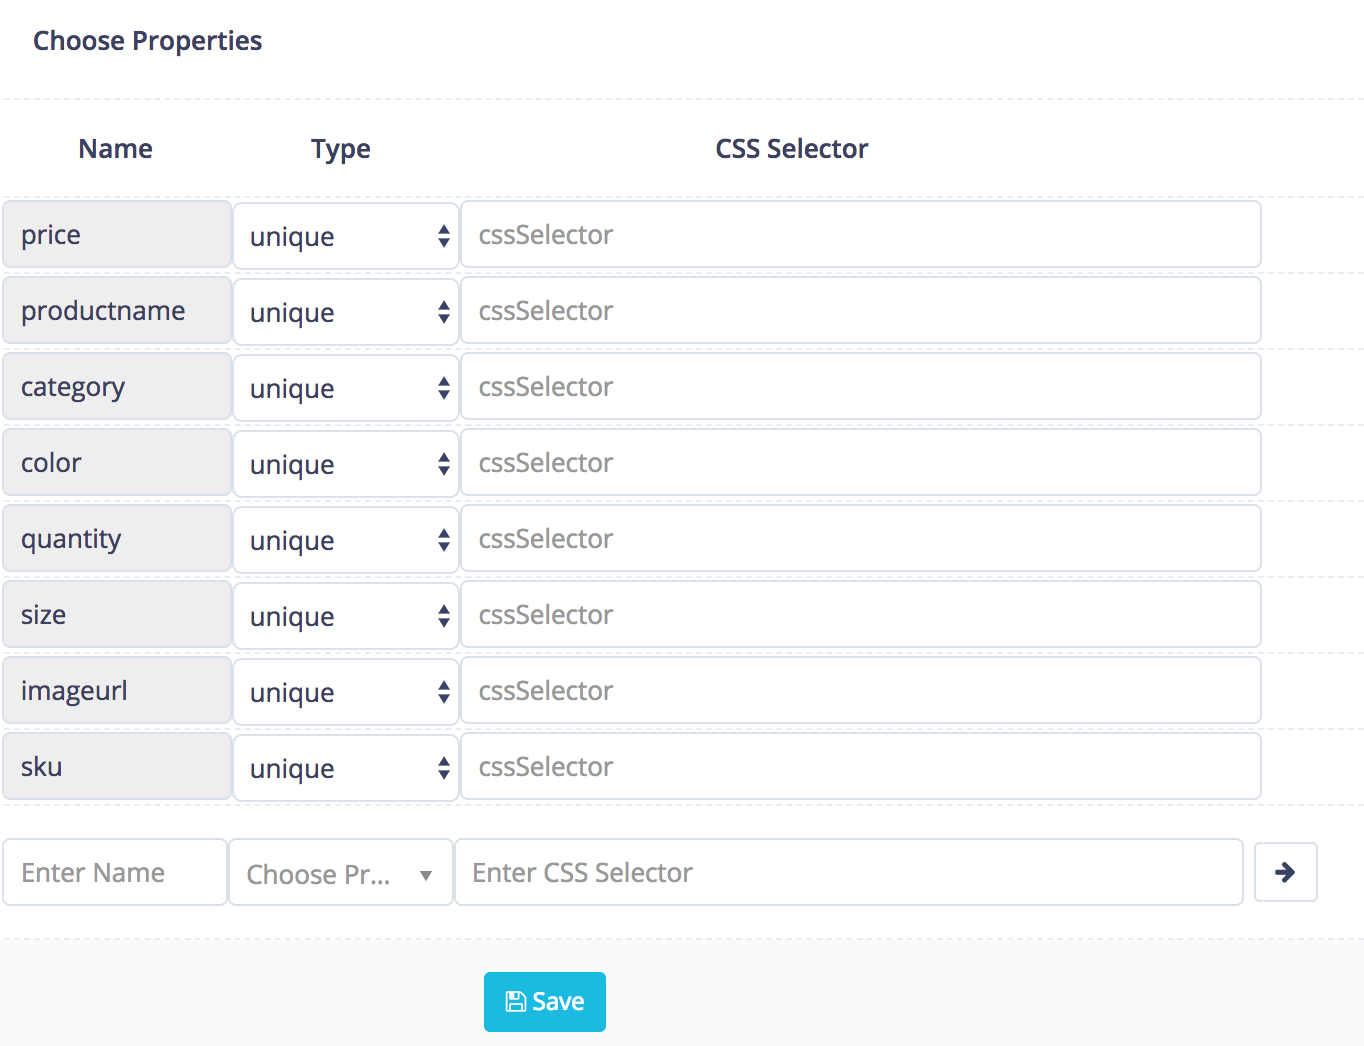 Choose Properties
Name Type CSS Selector
price unique cssSelector
productname unique cssSelector
category unique cssSelector
color unique cssSelector
quantity unique cssSelector
size unique cssSelector
imageurl unique cssSelector
sku unique cssSelector
Enter Name Choose Pr... Enter CSS Selector
Save